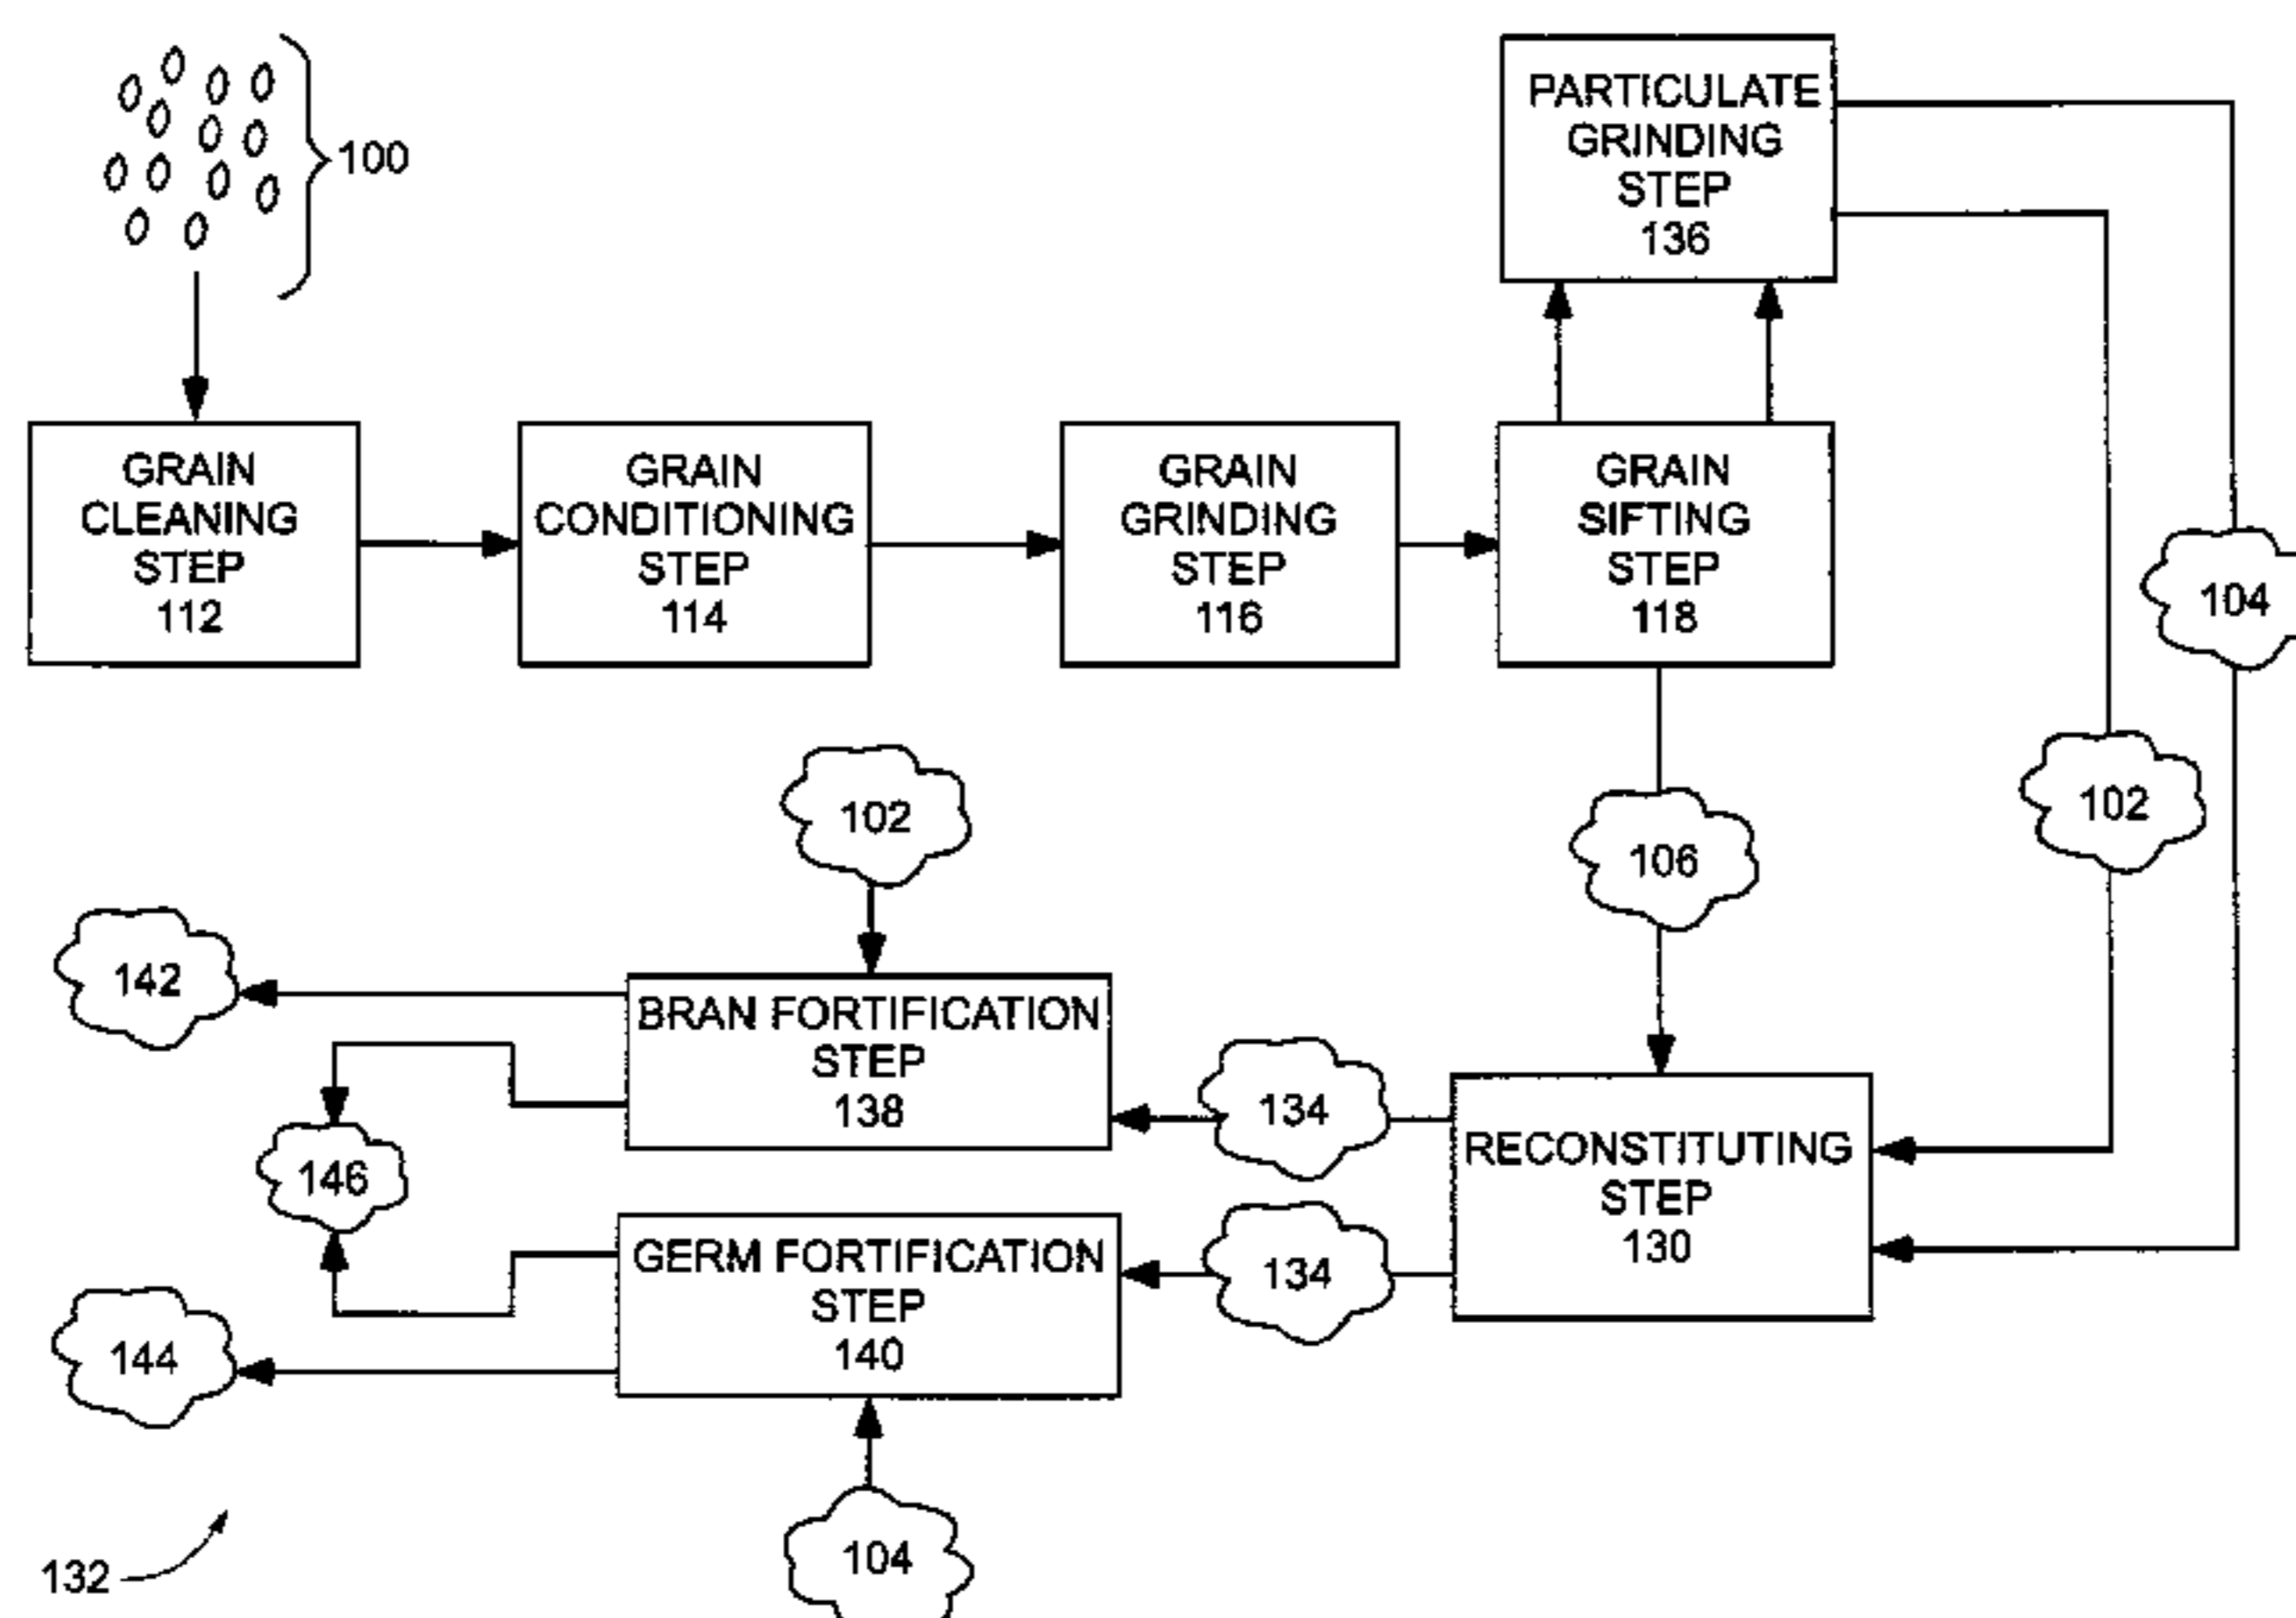 100
PARTICULATE
GRINDING
STEP
136
GRAIN
CLEANING
STEP
112
GRAIN
CONDITIONING
STEP
114
GRAIN
GRINDING
STEP
116
GRAIN
SIFTING
STEP
118
104
102
106
102
142
BRAN FORTIFICATION
STEP
138
134
RECONSTITUTING
STEP
130
146
GERM FORTIFICATION
STEP
140
134
144
104
132